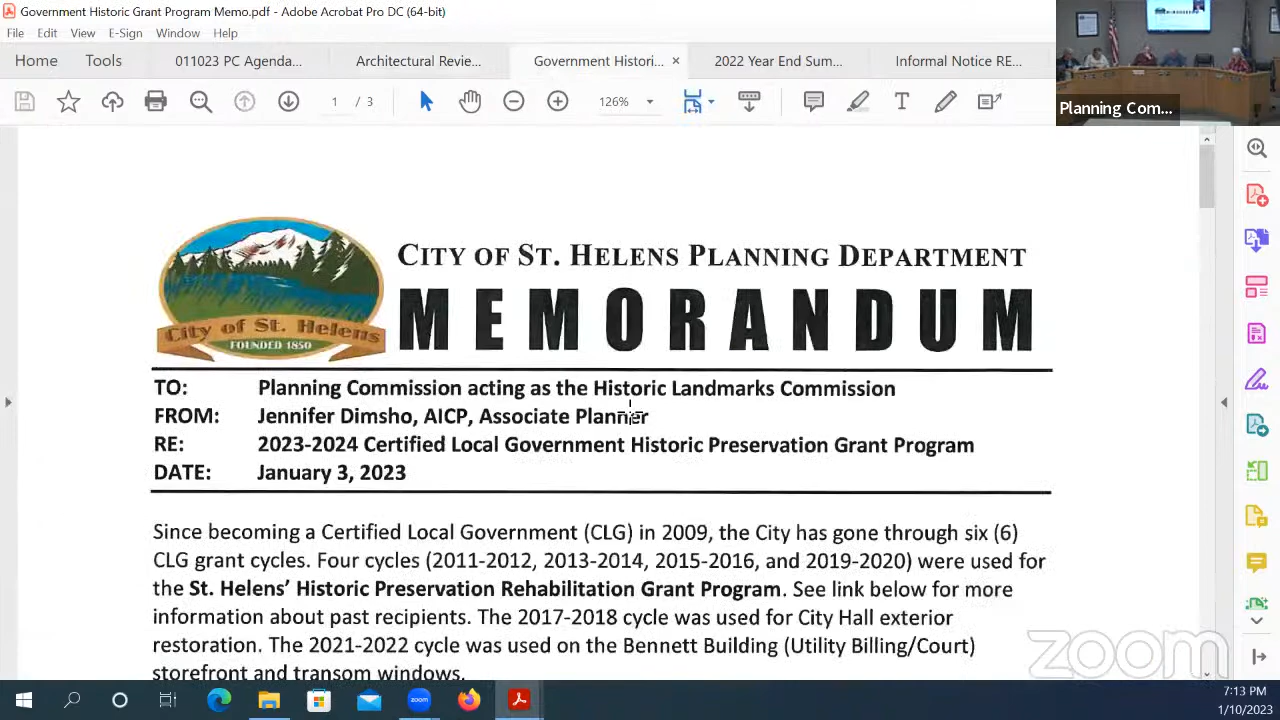 Government Historic Grant Program Memo.pdf - Adobe Acrobat Pro DC (64-bit)
File Edit View E-Sign Window Help
Home Tools 011023 PC Agenda... Architectural Revie... Government Histori... × 2022 Year End Sum... Informal Notice RE...
1 / 3 126%
Planning Com...
CITY OF ST. HELENS PLANNING DEPARTMENT
MEMORANDUM
City of St. Helens
FOUNDED 1850
TO: Planning Commission acting as the Historic Landmarks Commission
FROM: Jennifer Dimsho, AICP, Associate Planner
RE: 2023-2024 Certified Local Government Historic Preservation Grant Program
DATE: January 3, 2023
Since becoming a Certified Local Government (CLG) in 2009, the City has gone through six (6)
CLG grant cycles. Four cycles (2011-2012, 2013-2014, 2015-2016, and 2019-2020) were used for
the St. Helens’ Historic Preservation Rehabilitation Grant Program. See link below for more
information about past recipients. The 2017-2018 cycle was used for City Hall exterior
restoration. The 2021-2022 cycle was used on the Bennett Building (Utility Billing/Court)
storefront and transom windows.
zoom
zoom
7:13 PM
1/10/2023